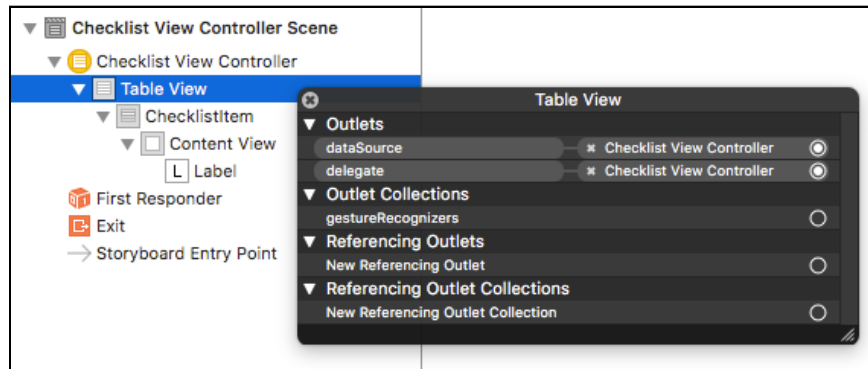 Checklist View Controller Scene
Checklist View Controller
Table View
ChecklistItem
Content View
L Label
First Responder
Exit
Storyboard Entry Point
Table View
Outlets
dataSource Checklist View Controller
delegate Checklist View Controller
Outlet Collections
gestureRecognizers
Referencing Outlets
New Referencing Outlet
Referencing Outlet Collections
New Referencing Outlet Collection